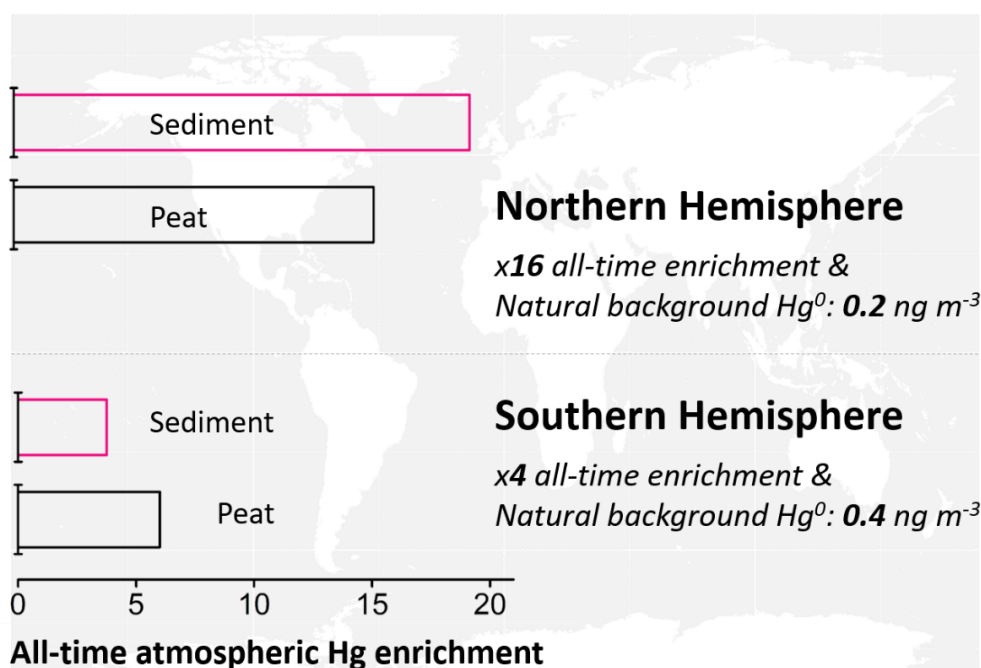 Sediment
Peat
Northern Hemisphere
x16 all-time enrichment &
Natural background Hg⁰: 0.2 ng m⁻³
Sediment
Peat
Southern Hemisphere
x4 all-time enrichment &
Natural background Hg⁰: 0.4 ng m⁻³
0 5 10 15 20
All-time atmospheric Hg enrichment